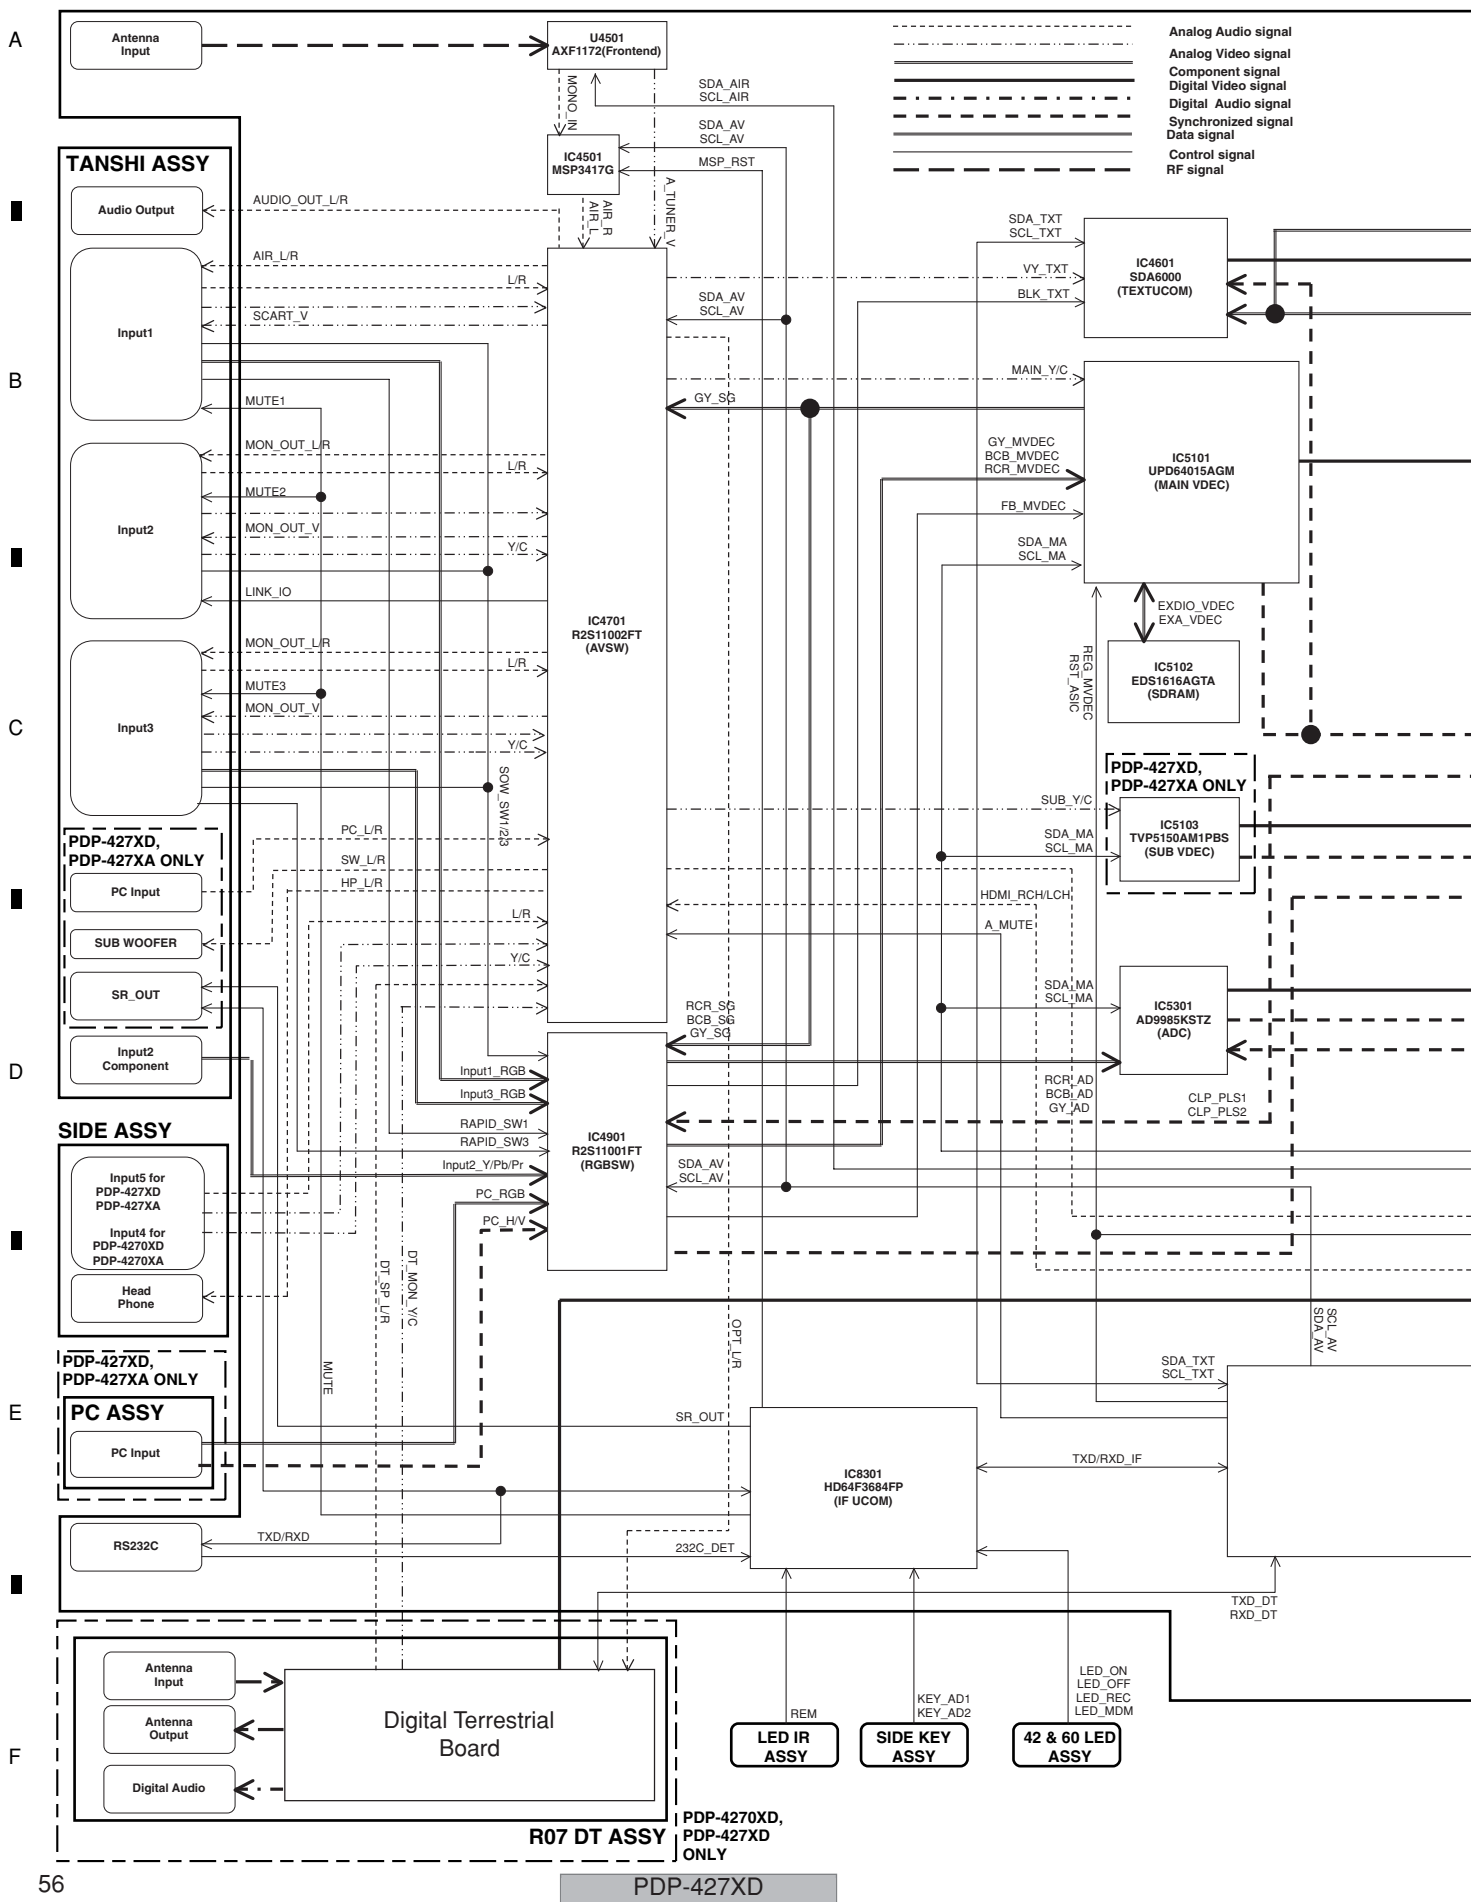 A
Antenna
Input
U4501
AXF1172(Frontend)
Analog Audio signal
Analog Video signal
Component signal
Digital Video signal
Digital Audio signal
Synchronized signal
Data signal
Control signal
RF signal
SDA_AIR
SCL_AIR
MONO_IN
SDA_AV
SCL_AV
IC4501
MSP3417G
MSP_RST
A_TUNER_V
AIR_R
AIR_L
TANSHI ASSY
Audio Output
AUDIO_OUT_L/R
AIR_L/R
L/R
SCART_V
Input1
MUTE1
SDA_TXT
SCL_TXT
IC4601
SDA6000
(TEXTUCOM)
VY_TXT
BLK_TXT
SDA_AV
SCL_AV
B
MAIN_Y/C
GY_SG
GY_MVDEC
BCB_MVDEC
RCR_MVDEC
IC5101
UPD64015AGM
(MAIN VDEC)
FB_MVDEC
SDA_MA
SCL_MA
MON_OUT_L/R
L/R
MUTE2
Input2
MON_OUT_V
Y/C
LINK_IO
EXDIO_VDEC
EXA_VDEC
IC4701
R2S11002FT
(AVSW)
IC5102
EDS1616AGTA
(SDRAM)
REG_MVDEC
RST_ASIC
C
MON_OUT_L/R
L/R
MUTE3
MON_OUT_V
Input3
Y/C
SOW_SW1/2/3
PDP-427XD,
PDP-427XA ONLY
SUB_Y/C
IC5103
TVP5150AM1PBS
(SUB VDEC)
SDA_MA
SCL_MA
PDP-427XD,
PDP-427XA ONLY
PC_L/R
SW_L/R
HP_L/R
PC Input
L/R
HDMI_RCH/LCH
A_MUTE
SUB WOOFER
Y/C
SR_OUT
SDA_MA
SCL_MA
IC5301
AD9985KSTZ
(ADC)
RCR_SG
BCB_SG
GY_SG
D
Input2
Component
Input1_RGB
Input3_RGB
RCR_AD
BCB_AD
GY_AD
CLP_PLS1
CLP_PLS2
SIDE ASSY
RAPID_SW1
RAPID_SW3
IC4901
R2S11001FT
(RGBSW)
Input2_Y/Pb/Pr
SDA_AV
SCL_AV
PC_RGB
PC_H/V
Input5 for
PDP-427XD
PDP-427XA
Input4 for
PDP-4270XD
PDP-4270XA
Head
Phone
DT_SP_L/R
DT_MON_Y/C
OPT_L/R
SCL_AV
SDA_AV
MUTE
PDP-427XD,
PDP-427XA ONLY
SDA_TXT
SCL_TXT
E
PC ASSY
PC Input
SR_OUT
TXD/RXD_IF
IC8301
HD64F3684FP
(IF UCOM)
RS232C
TXD/RXD
232C_DET
TXD_DT
RXD_DT
Antenna
Input
Antenna
Output
Digital Audio
Digital Terrestrial
Board
F
REM
KEY_AD1
KEY_AD2
LED_ON
LED_OFF
LED_REC
LED_MDM
LED IR
ASSY
SIDE KEY
ASSY
42 & 60 LED
ASSY
R07 DT ASSY
PDP-4270XD,
PDP-427XD
ONLY
56
PDP-427XD